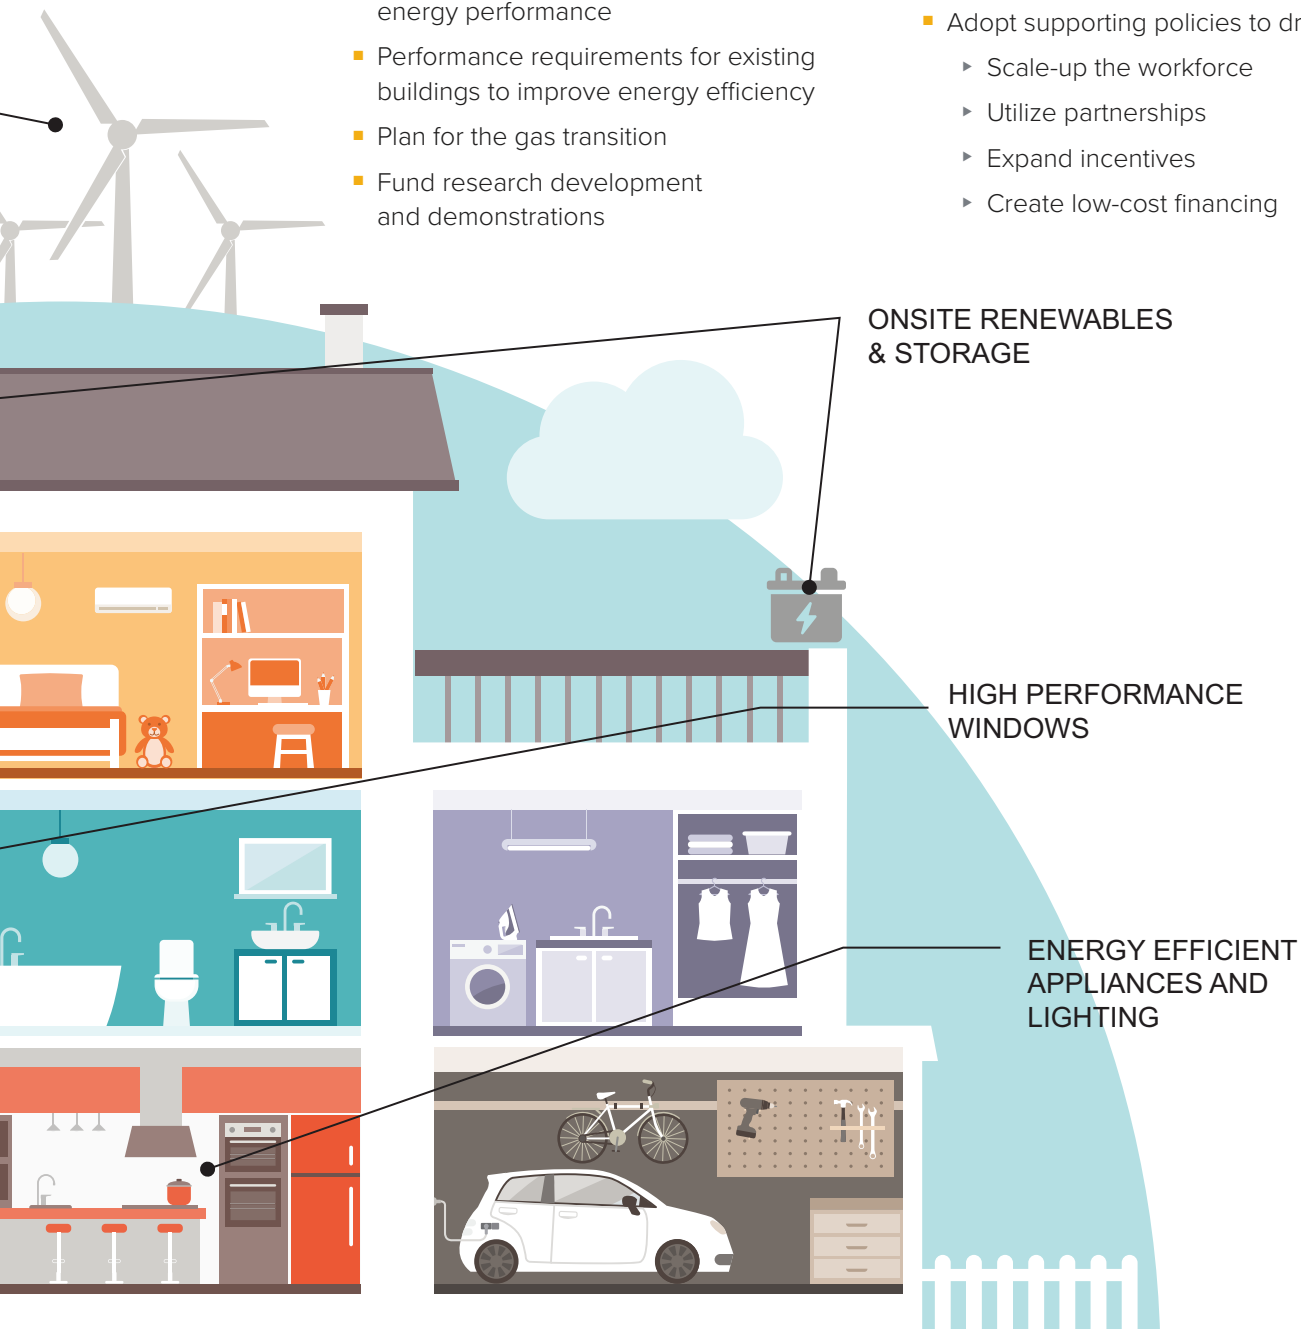 energy performance
▪ Performance requirements for existing
buildings to improve energy efficiency
▪ Plan for the gas transition
▪ Fund research development
and demonstrations
▪ Adopt supporting policies to
▸ Scale-up the workforce
▸ Utilize partnerships
▸ Expand incentives
▸ Create low-cost financing
ONSITE RENEWABLES
& STORAGE
HIGH PERFORMANCE
WINDOWS
ENERGY EFFICIENT
APPLIANCES AND
LIGHTING